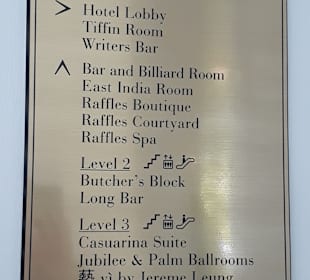 > Hotel Lobby
Tiffin Room
Writers Bar
^ Bar and Billiard Room
East India Room
Raffles Boutique
Raffles Courtyard
Raffles Spa
Level 2
Butcher's Block
Long Bar
Level 3
Casuarina Suite
Jubilee & Palm Ballrooms
藝 yì by Jereme Leung